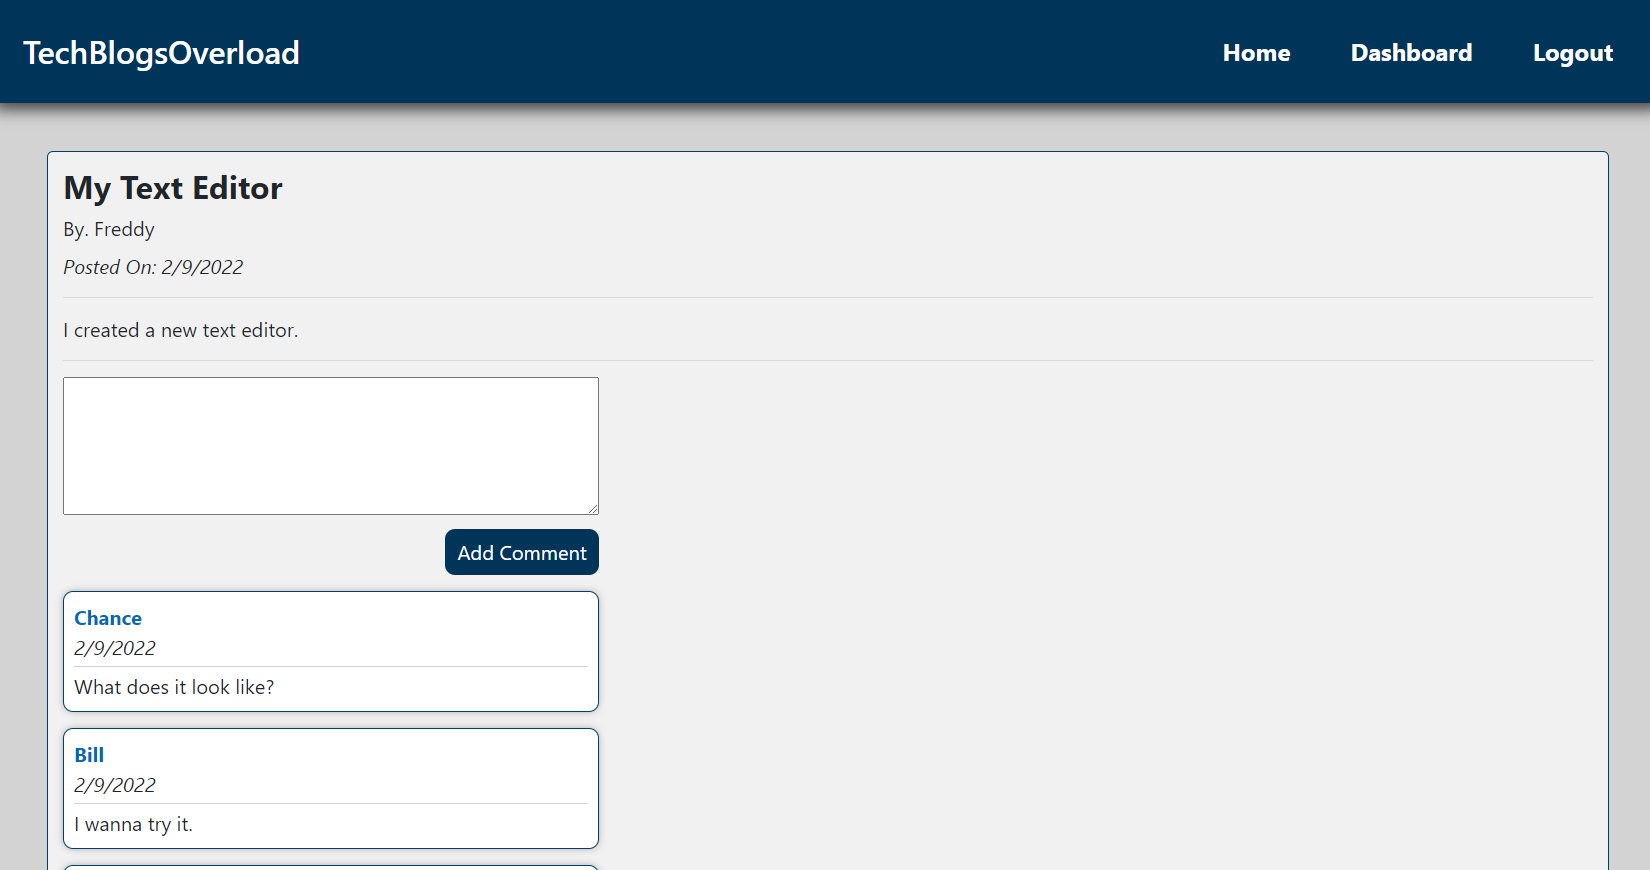 TechBlogsOverload
Home Dashboard Logout
My Text Editor
By. Freddy
Posted On: 2/9/2022
I created a new text editor.
Add Comment
Chance
2/9/2022
What does it look like?
Bill
2/9/2022
I wanna try it.